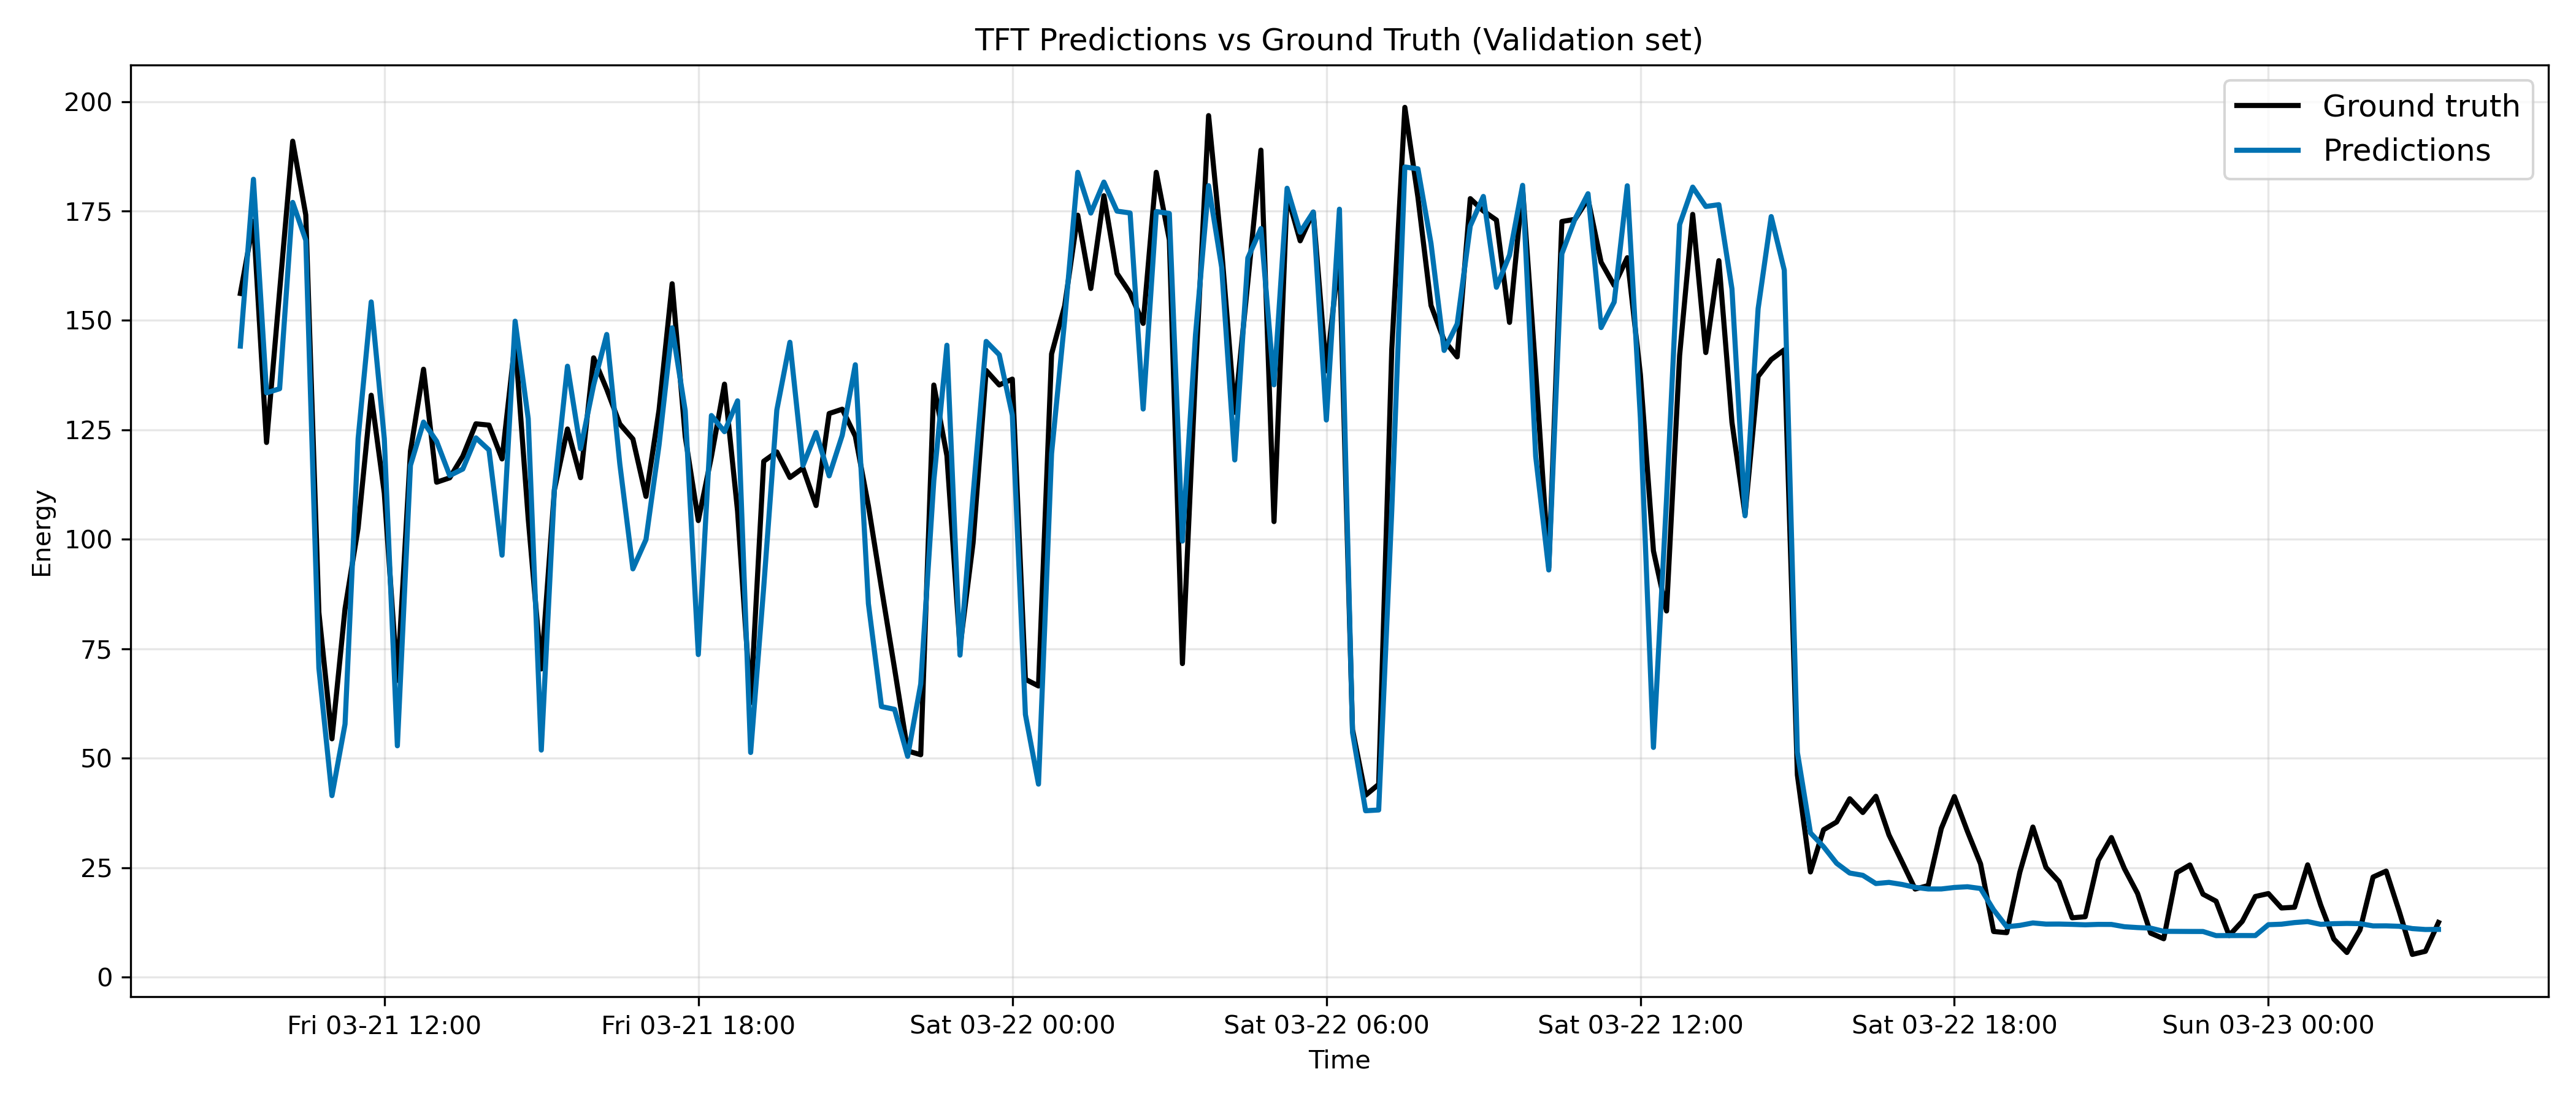 TFT Predictions vs Ground Truth (Validation set)
Ground truth
Predictions
Energy
200
175
150
125
100
75
50
25
0
Fri 03-21 12:00
Fri 03-21 18:00
Sat 03-22 00:00
Sat 03-22 06:00
Sat 03-22 12:00
Sat 03-22 18:00
Sun 03-23 00:00
Time